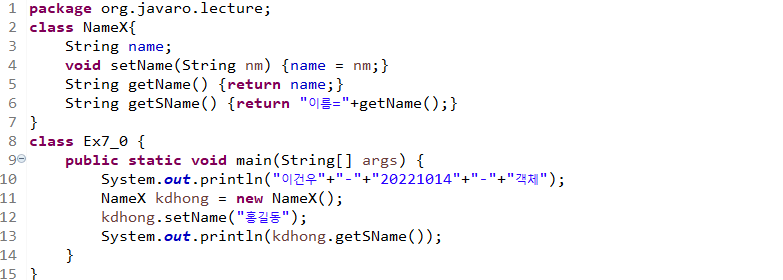 1 package org.javaro.lecture;
2 class NameX{
3     String name;
4     void setName(String nm) {name = nm;}
5     String getName() {return name;}
6     String getSName() {return "이름="+getName();}
7 }
8 class Ex7_0 {
9     public static void main(String[] args) {
10         System.out.println("이건우"+"-"+"20221014"+"-"+"객체");
11         NameX kdhong = new NameX();
12         kdhong.setName("홍길동");
13         System.out.println(kdhong.getSName());
14     }
15 }